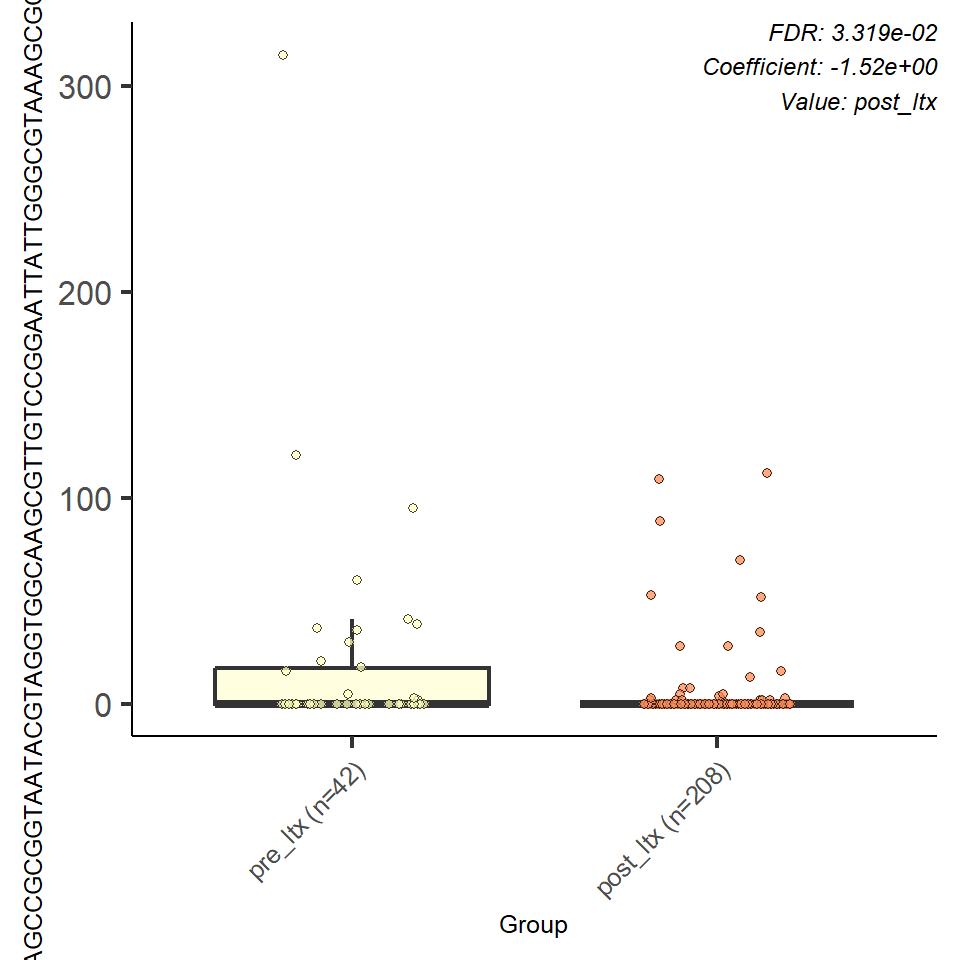 FDR: 3.319e-02
Coefficient: -1.52e+00
Value: post_ltx
AGCCGCGGTAATACGTAGGTGGCAAGCGTTGTCCGGAATTATTGGGCGTAAAGCGC
300
200
100
0
pre_ltx (n=42)
post_ltx (n=208)
Group